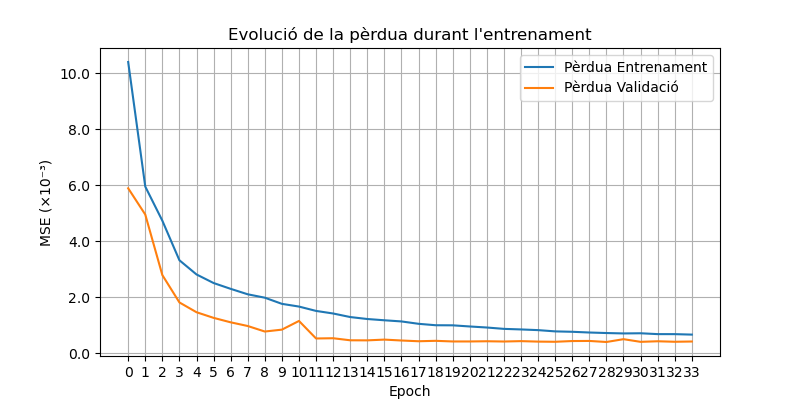 Evolució de la pèrdua durant l'entrenament
Pèrdua Entrenament
Pèrdua Validació
10.0
8.0
6.0
4.0
2.0
0.0
MSE (×10⁻³)
0 1 2 3 4 5 6 7 8 9 10 11 12 13 14 15 16 17 18 19 20 21 22 23 24 25 26 27 28 29 30 31 32 33
Epoch